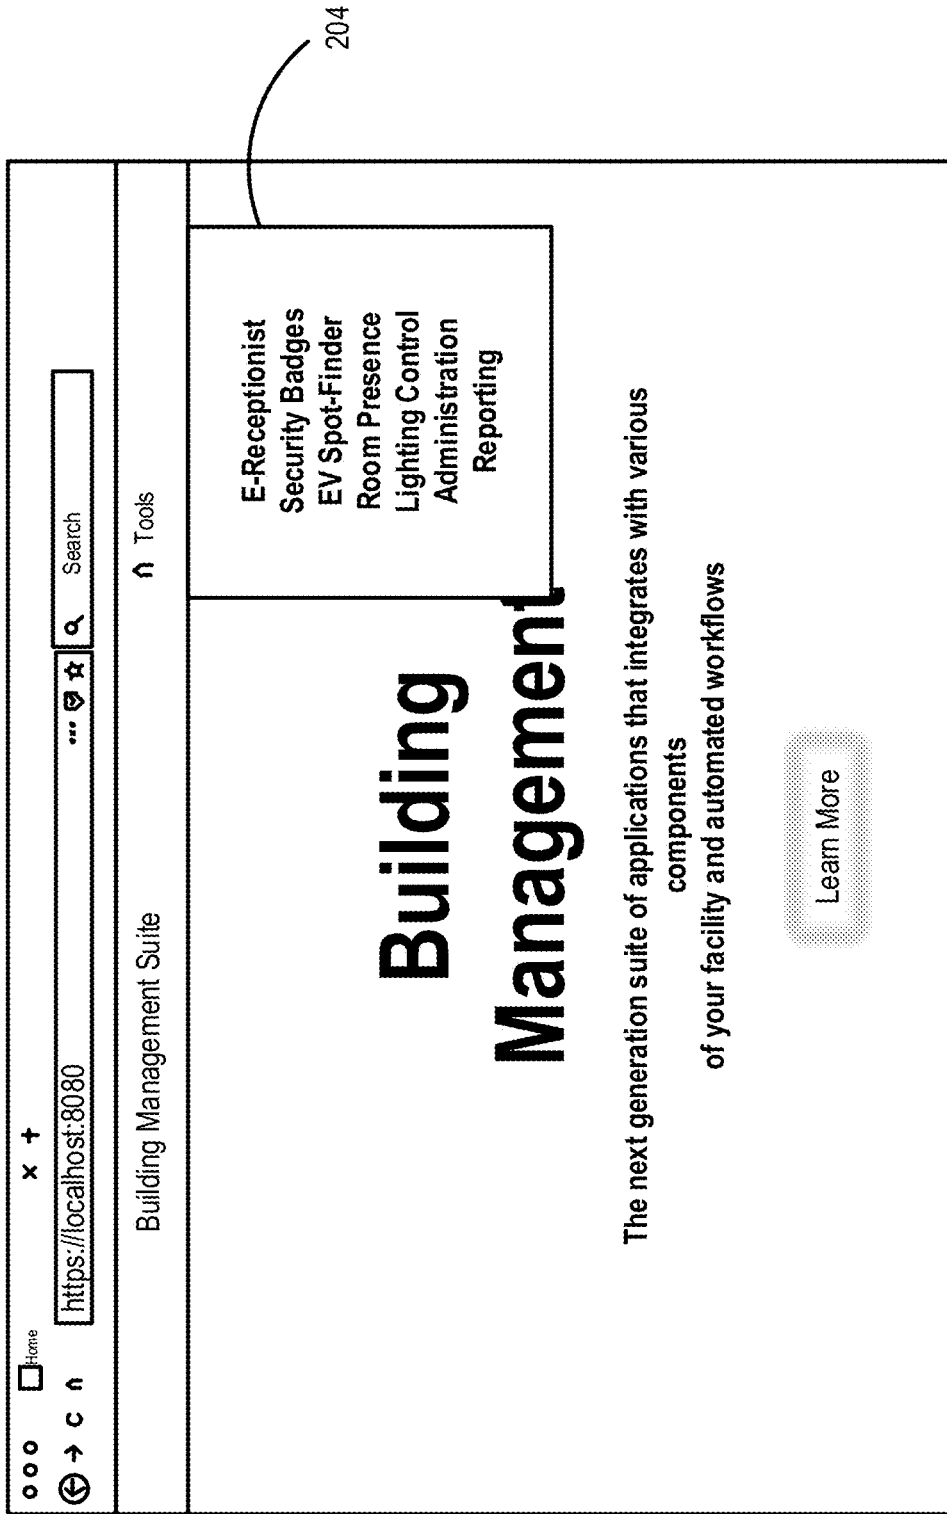 Home × +
https://localhost:8080
Search
Building Management Suite
Tools
204
E-Receptionist
Security Badges
EV Spot-Finder
Room Presence
Lighting Control
Administration
Reporting
Building
Management
The next generation suite of applications that integrates with various
components
of your facility and automated workflows
Learn More